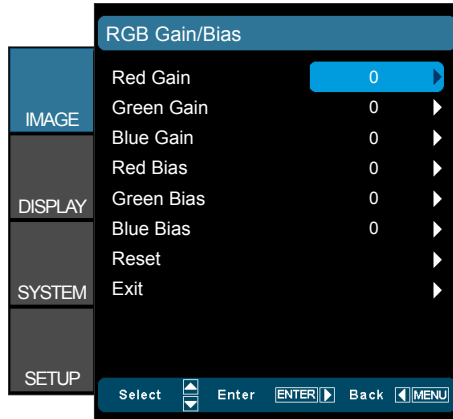 RGB Gain/Bias
IMAGE
DISPLAY
SYSTEM
SETUP
Red Gain 0
Green Gain 0
Blue Gain 0
Red Bias 0
Green Bias 0
Blue Bias 0
Reset
Exit
Select Enter ENTER Back MENU